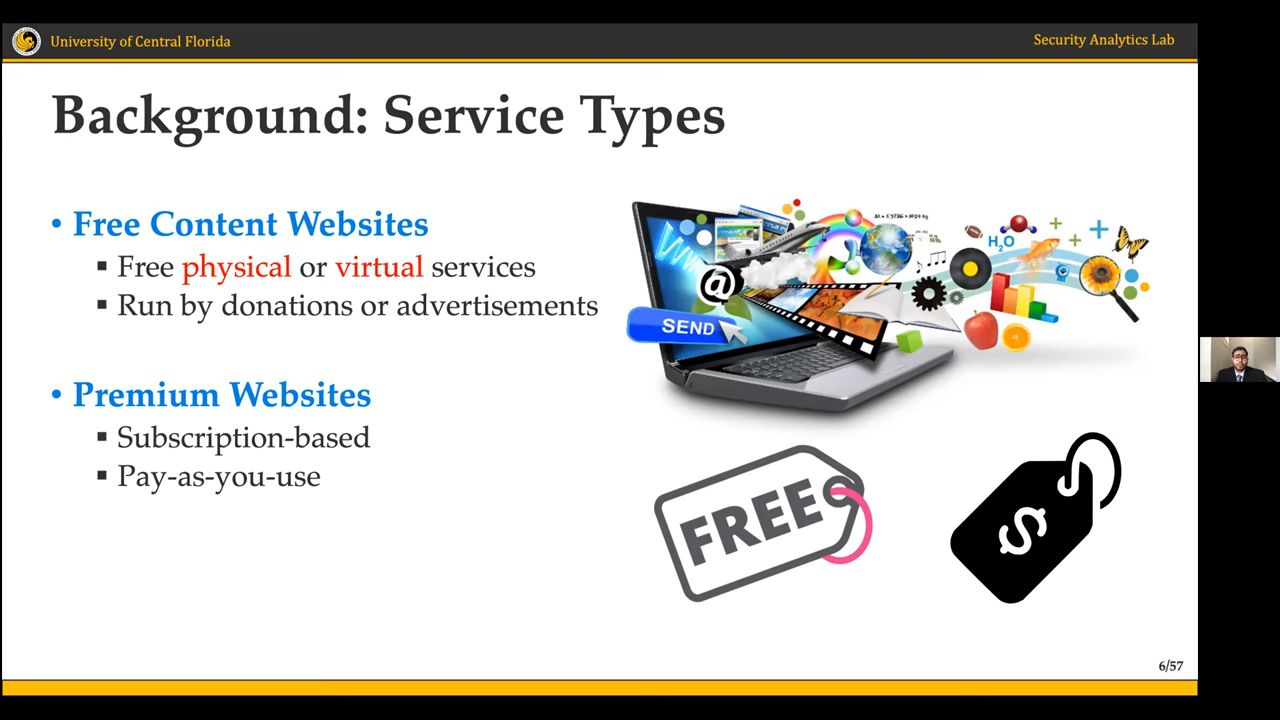 University of Central Florida
Security Analytics Lab
Background: Service Types
• Free Content Websites
▪ Free physical or virtual services
▪ Run by donations or advertisements
• Premium Websites
▪ Subscription-based
▪ Pay-as-you-use
@
SEND
H₂O
FREE
$
6/57